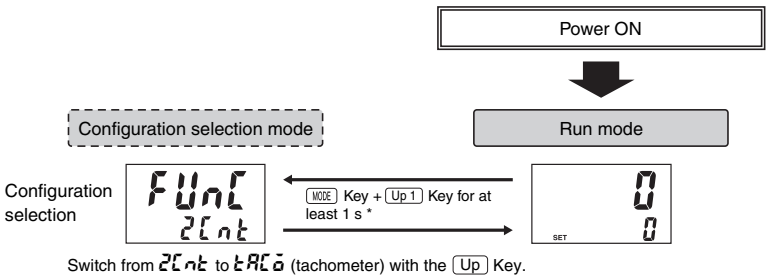 Power ON
Configuration selection mode
Run mode
Configuration
selection
FUnC
2Cnt
MODE Key + Up 1 Key for at
least 1 s *
0
SET 0
Switch from 2Cnt to tACo (tachometer) with the Up Key.